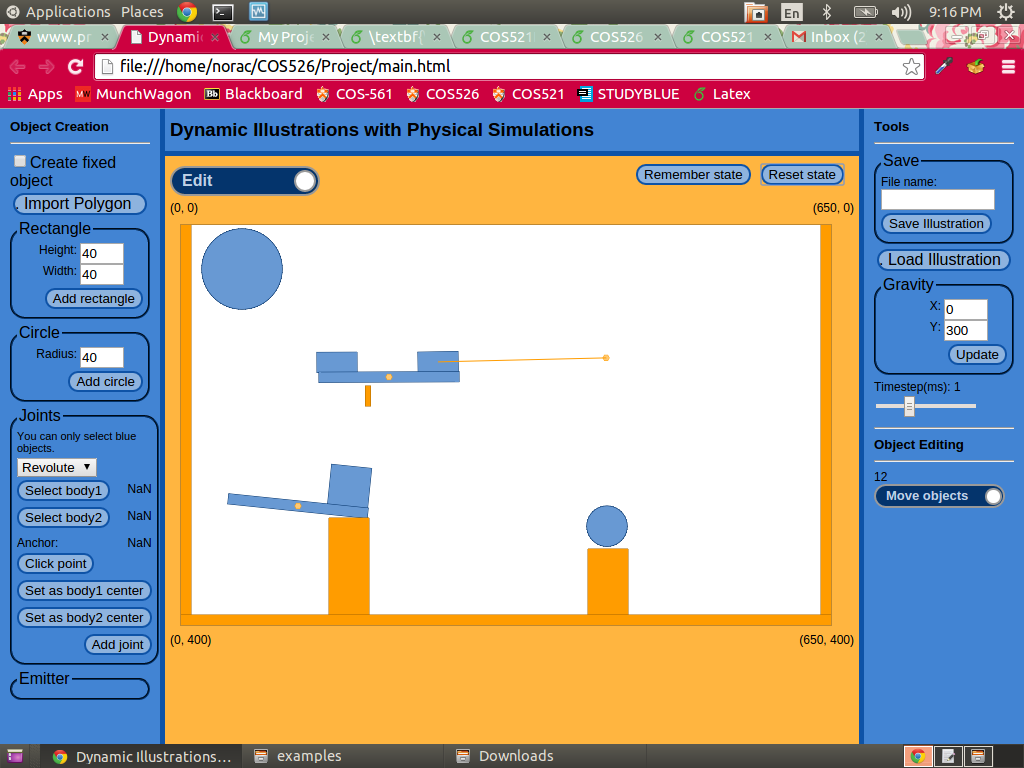 Applications Places En 9:16 PM
www.pr Dynami My Proje \textbff COS521 COS526 COS521 Inbox (2
file:///home/norac/COS526/Project/main.html
Apps MW MunchWagon Bb Blackboard COS-561 COS526 COS521 STUDYBLUE Latex
Object Creation
Create fixed
object
Import Polygon
Rectangle
Height: 40
Width: 40
Add rectangle
Circle
Radius: 40
Add circle
Joints
You can only select blue
objects.
Revolute
Select body1 NaN
Select body2 NaN
Anchor: NaN
Click point
Set as body1 center
Set as body2 center
Add joint
Emitter
Dynamic Illustrations with Physical Simulations
Edit Remember state Reset state
(0, 0) (650, 0)
(0, 400) (650, 400)
Tools
Save
File name:
Save Illustration
Load Illustration
Gravity
X: 0
Y: 300
Update
Timestep(ms): 1
Object Editing
12
Move objects
Dynamic Illustrations... examples Downloads